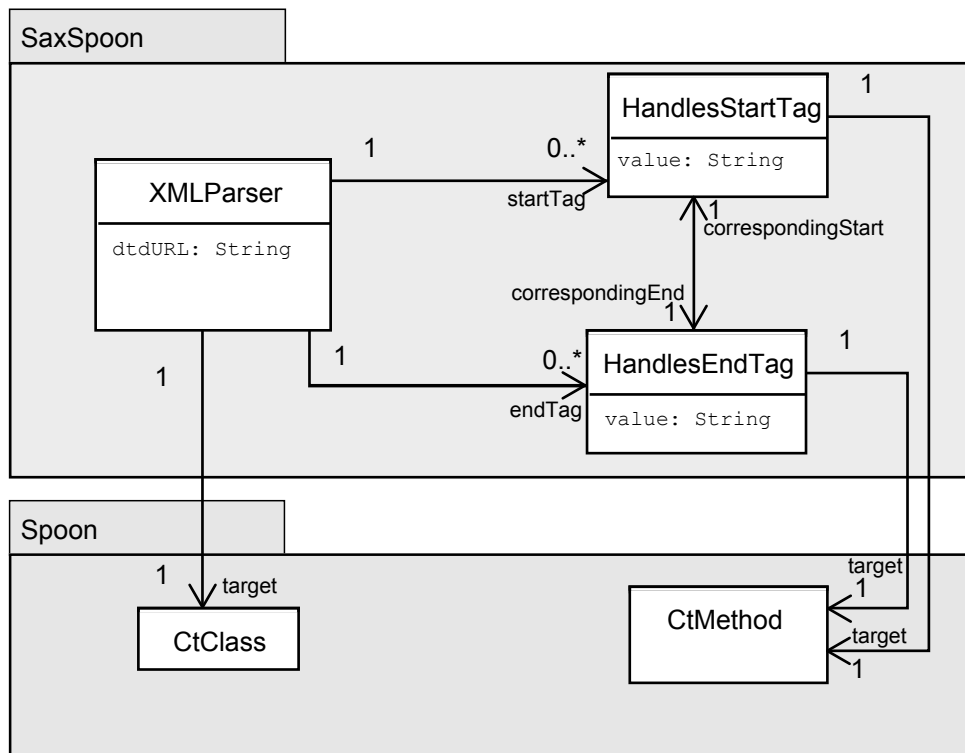 SaxSpoon
1
HandlesStartTag
value: String
1
0..*
startTag
XMLParser
dtdURL: String
1
correspondingStart
correspondingEnd
1
1
1
0..*
endTag
HandlesEndTag
value: String
1
Spoon
1
target
CtClass
target
1
CtMethod
target
1